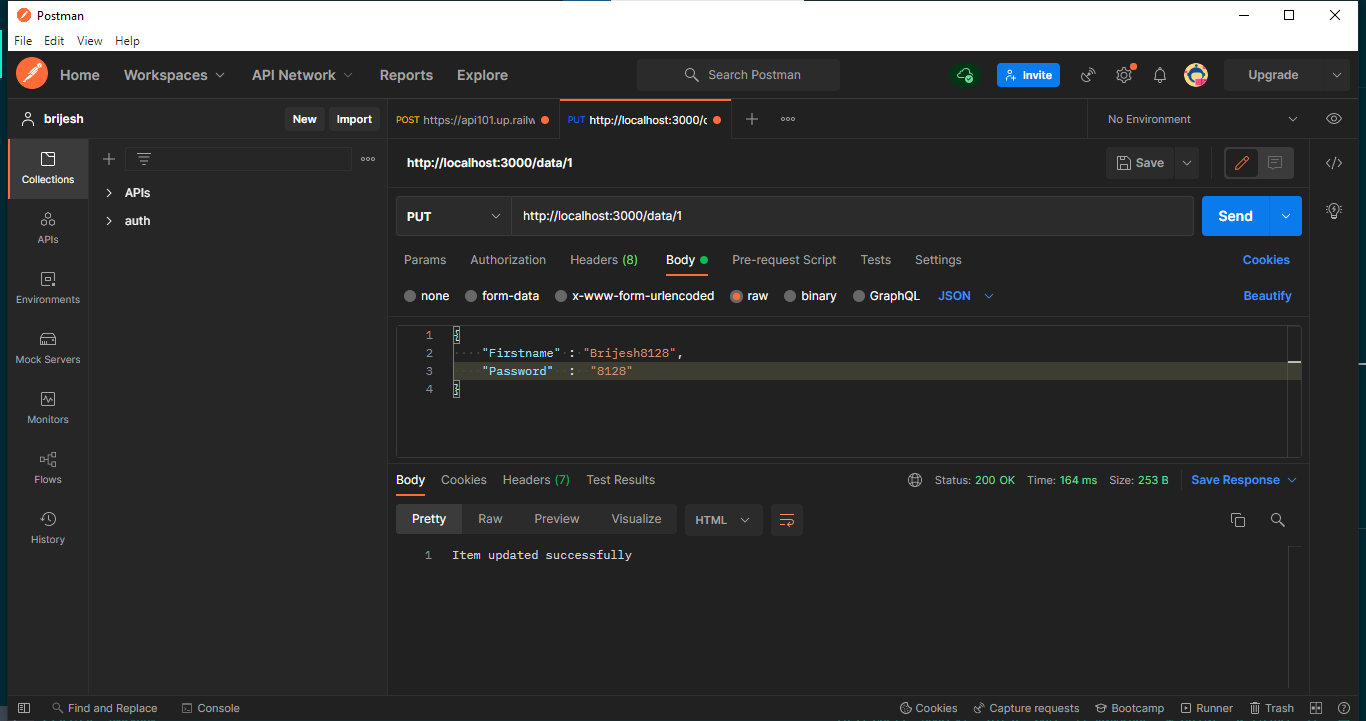 Postman
File Edit View Help
Home Workspaces API Network Reports Explore Search Postman Invite Upgrade
brijesh New Import POST https://api101.up.railw PUT http://localhost:3000/c No Environment
Collections
APIs
Environments
Mock Servers
Monitors
Flows
History
APIs
auth
http://localhost:3000/data/1 Save
PUT http://localhost:3000/data/1 Send
Params Authorization Headers (8) Body Pre-request Script Tests Settings Cookies
none form-data x-www-form-urlencoded raw binary GraphQL JSON Beautify
1 {
2 "Firstname" : "Brijesh8128",
3 "Password" : "8128"
4 }
Body Cookies Headers (7) Test Results Status: 200 OK Time: 164 ms Size: 253 B Save Response
Pretty Raw Preview Visualize HTML
1 Item updated successfully
Find and Replace Console Cookies Capture requests Bootcamp Runner Trash